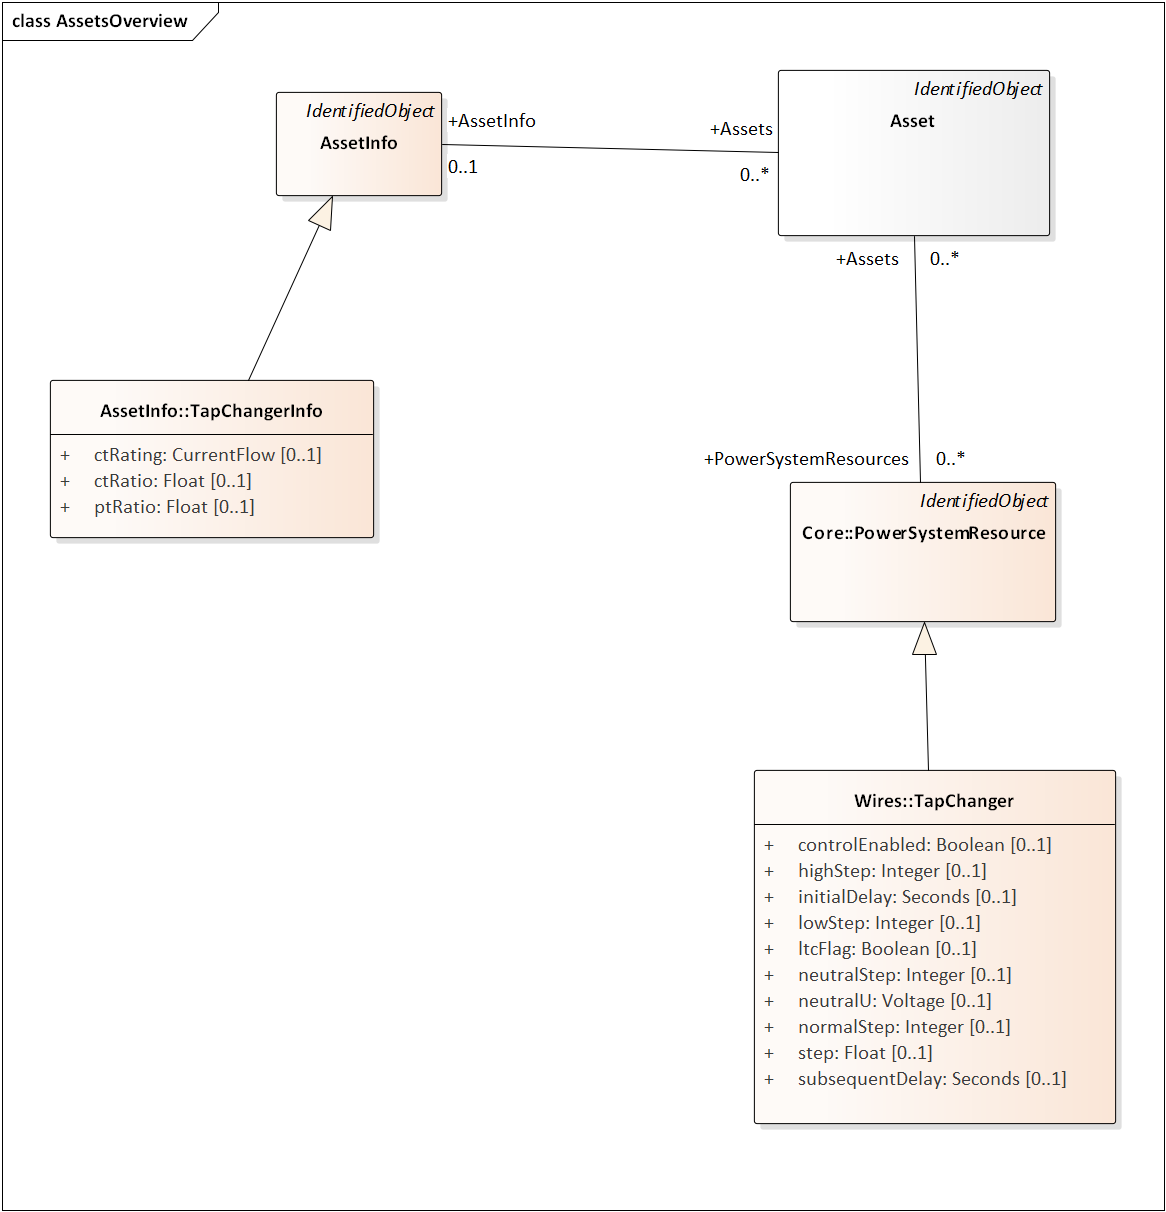 class AssetsOverview
IdentifiedObject
AssetInfo
+AssetInfo
0..1
+Assets
0..*
IdentifiedObject
Asset
+Assets
0..*
AssetInfo::TapChangerInfo
+ ctRating: CurrentFlow [0..1]
+ ctRatio: Float [0..1]
+ ptRatio: Float [0..1]
+PowerSystemResources
0..*
IdentifiedObject
Core::PowerSystemResource
Wires::TapChanger
+ controlEnabled: Boolean [0..1]
+ highStep: Integer [0..1]
+ initialDelay: Seconds [0..1]
+ lowStep: Integer [0..1]
+ ltcFlag: Boolean [0..1]
+ neutralStep: Integer [0..1]
+ neutralU: Voltage [0..1]
+ normalStep: Integer [0..1]
+ step: Float [0..1]
+ subsequentDelay: Seconds [0..1]